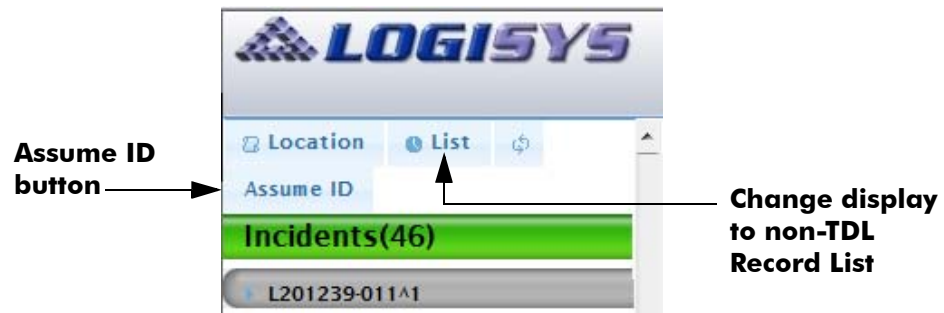 LOGISYS
Location List
Assume ID
button
Assume ID
Incidents(46)
Change display
to non-TDL
Record List
L201239-011^1